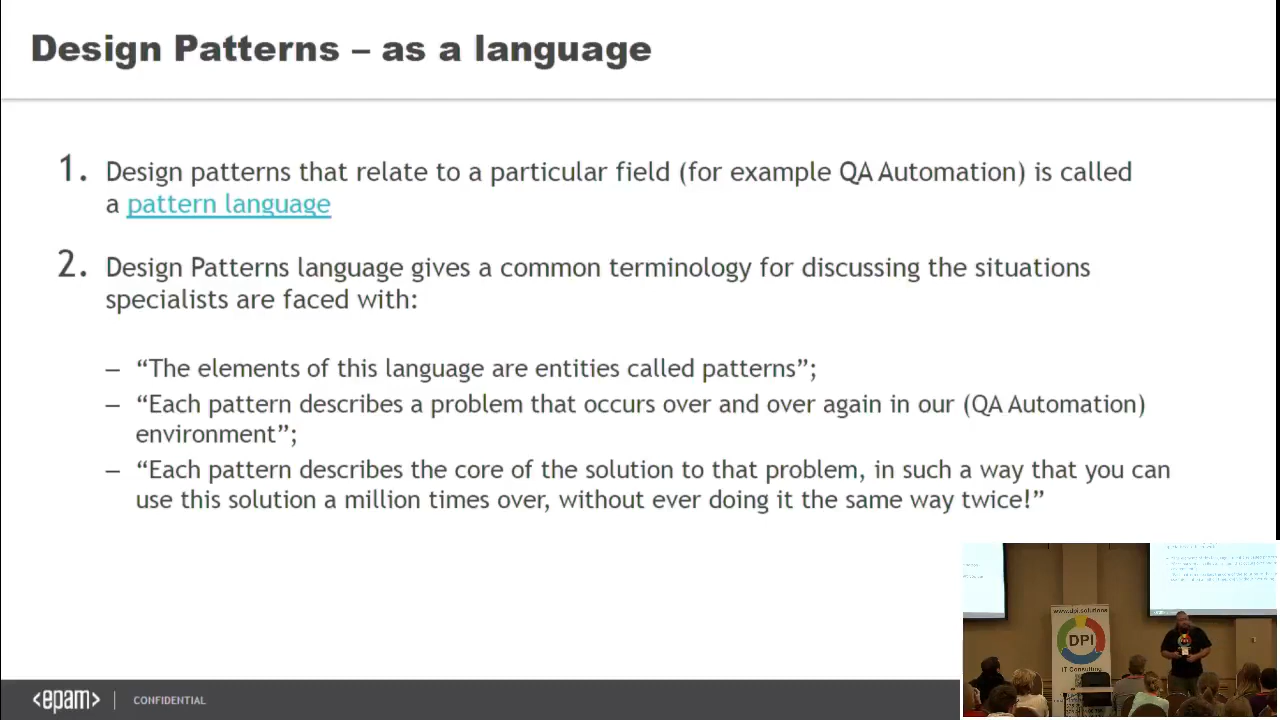 Design Patterns – as a language
1. Design patterns that relate to a particular field (for example QA Automation) is called
a pattern language
2. Design Patterns language gives a common terminology for discussing the situations
specialists are faced with:
– “The elements of this language are entities called patterns”;
– “Each pattern describes a problem that occurs over and over again in our (QA Automation)
environment”;
– “Each pattern describes the core of the solution to that problem, in such a way that you can
use this solution a million times over, without ever doing it the same way twice!”
www.dpi.solutions
DPI
IT Consulting
<epam> | CONFIDENTIAL